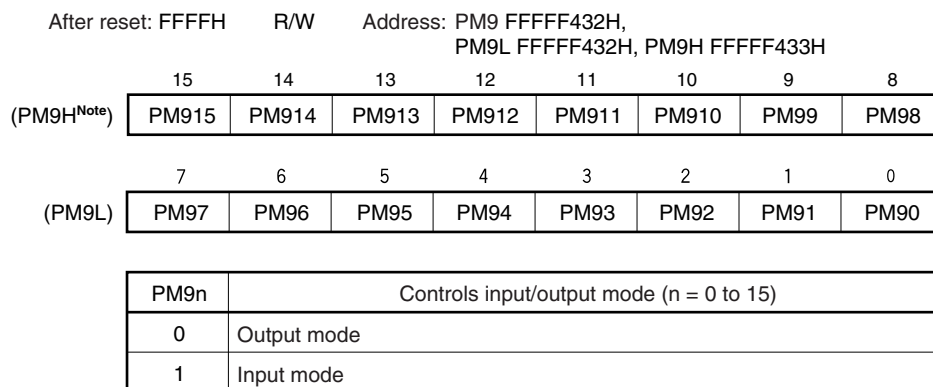 After reset: FFFFH R/W Address: PM9 FFFFF432H,
PM9L FFFFF432H, PM9H FFFFF433H
15 14 13 12 11 10 9 8
(PM9HNote) PM915 PM914 PM913 PM912 PM911 PM910 PM99 PM98
7 6 5 4 3 2 1 0
(PM9L) PM97 PM96 PM95 PM94 PM93 PM92 PM91 PM90
PM9n Controls input/output mode (n = 0 to 15)
0 Output mode
1 Input mode